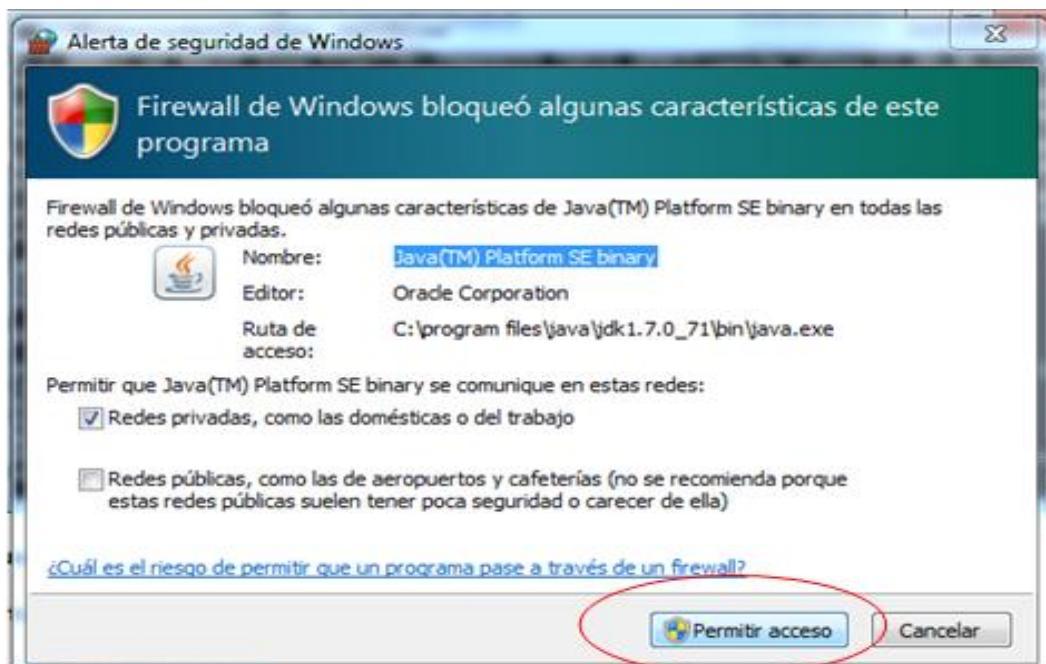 Alerta de seguridad de Windows
Firewall de Windows bloqueó algunas características de este
programa
Firewall de Windows bloqueó algunas características de Java(TM) Platform SE binary en todas las
redes públicas y privadas.
Nombre: Java(TM) Platform SE binary
Editor: Oracle Corporation
Ruta de C:\program files\java\jdk1.7.0_71\bin\java.exe
acceso:
Permitir que Java(TM) Platform SE binary se comunique en estas redes:
Redes privadas, como las domésticas o del trabajo
Redes públicas, como las de aeropuertos y cafeterías (no se recomienda porque
estas redes públicas suelen tener poca seguridad o carecer de ella)
¿Cuál es el riesgo de permitir que un programa pase a través de un firewall?
Permitir acceso Cancelar